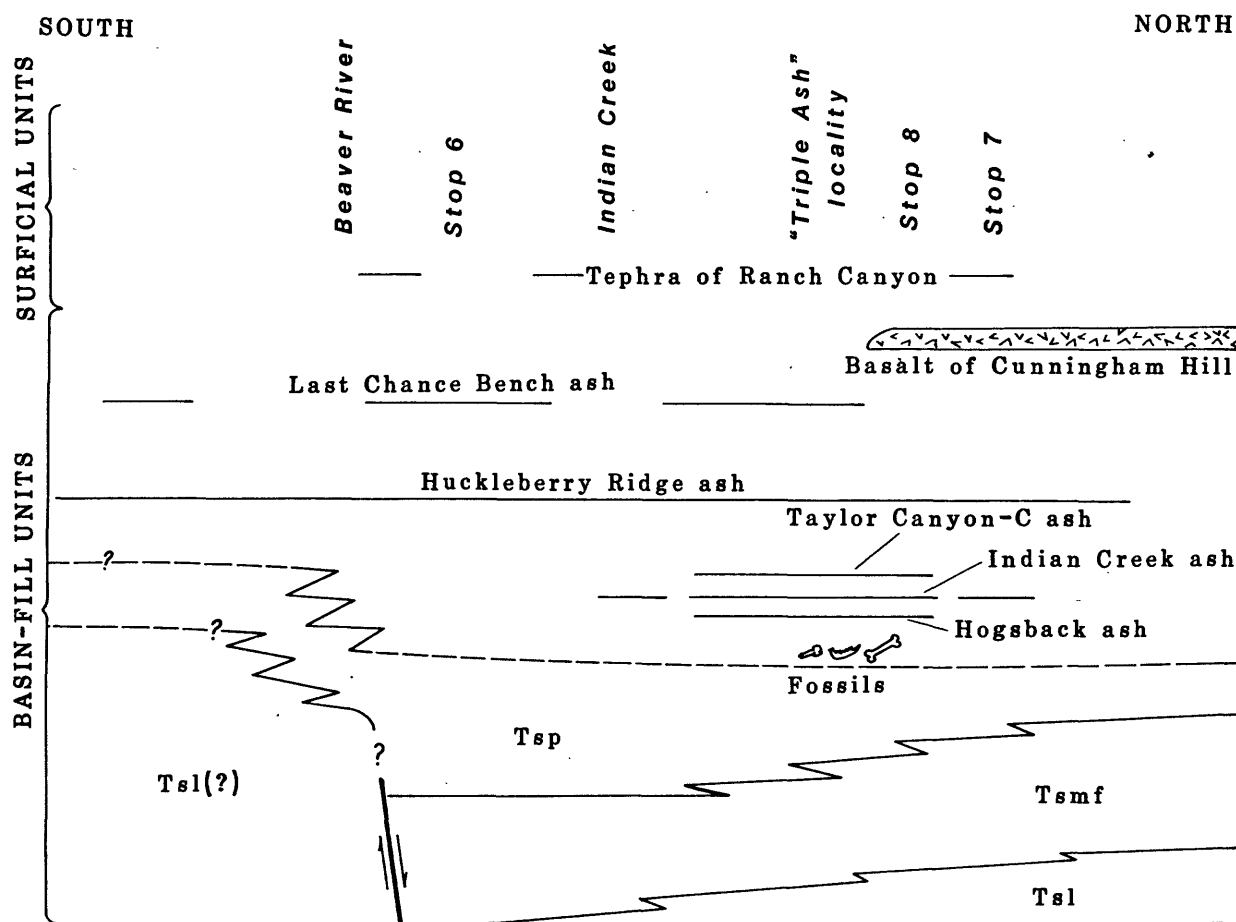 SOUTH
NORTH
SURFICIAL UNITS
BASIN-FILL UNITS
Beaver River
Stop 6
Indian Creek
"Triple Ash"
locality
Stop 8
Stop 7
Tephra of Ranch Canyon
Basalt of Cunningham Hill
Last Chance Bench ash
Huckleberry Ridge ash
Taylor Canyon-C ash
Indian Creek ash
Hogsback ash
?
?
Fossils
Tsp
?
Tsl(?)
Tsmf
Tsl